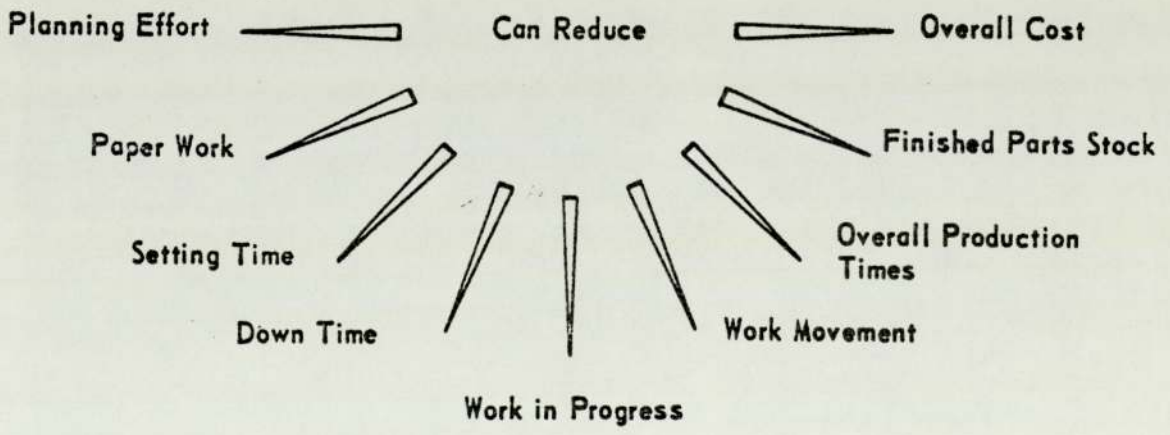 Planning Effort
Can Reduce
Overall Cost
Paper Work
Finished Parts Stock
Setting Time
Overall Production
Times
Down Time
Work Movement
Work in Progress